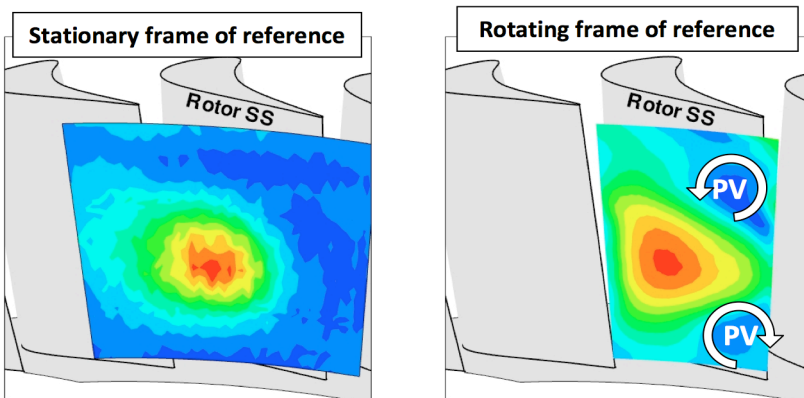 Stationary frame of reference
Rotating frame of reference
Rotor SS
Rotor SS
PV
PV